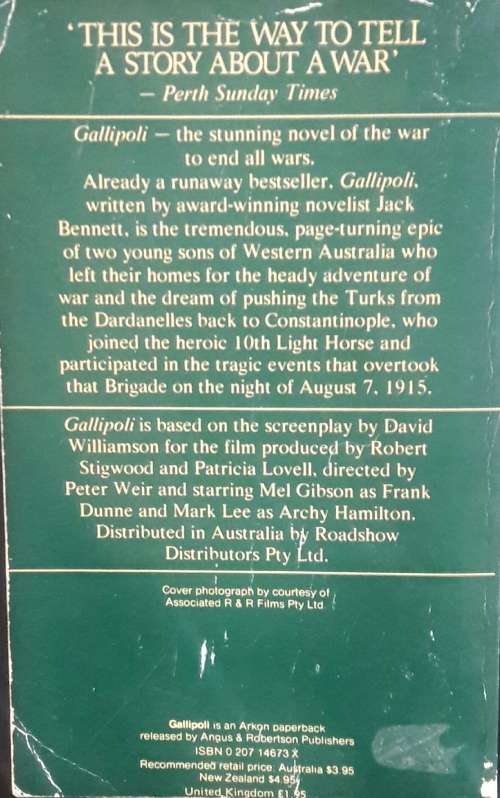 ‘THIS IS THE WAY TO TELL
A STORY ABOUT A WAR’
— Perth Sunday Times
Gallipoli — the stunning novel of the war
to end all wars.
Already a runaway bestseller, Gallipoli,
written by award-winning novelist Jack
Bennett, is the tremendous, page-turning epic
of two young sons of Western Australia who
left their homes for the heady adventure of
war and the dream of pushing the Turks from
the Dardanelles back to Constantinople, who
joined the heroic 10th Light Horse and
participated in the tragic events that overtook
that Brigade on the night of August 7, 1915.
Gallipoli is based on the screenplay by David
Williamson for the film produced by Robert
Stigwood and Patricia Lovell, directed by
Peter Weir and starring Mel Gibson as Frank
Dunne and Mark Lee as Archy Hamilton.
Distributed in Australia by Roadshow
Distributors Pty Ltd.
Cover photograph by courtesy of
Associated R & R Films Pty Ltd
Gallipoli is an Arkon paperback
released by Angus & Robertson Publishers
ISBN 0 207 14673 X
Recommended retail price: Australia $3.95
New Zealand $4.95
United Kingdom £1.95